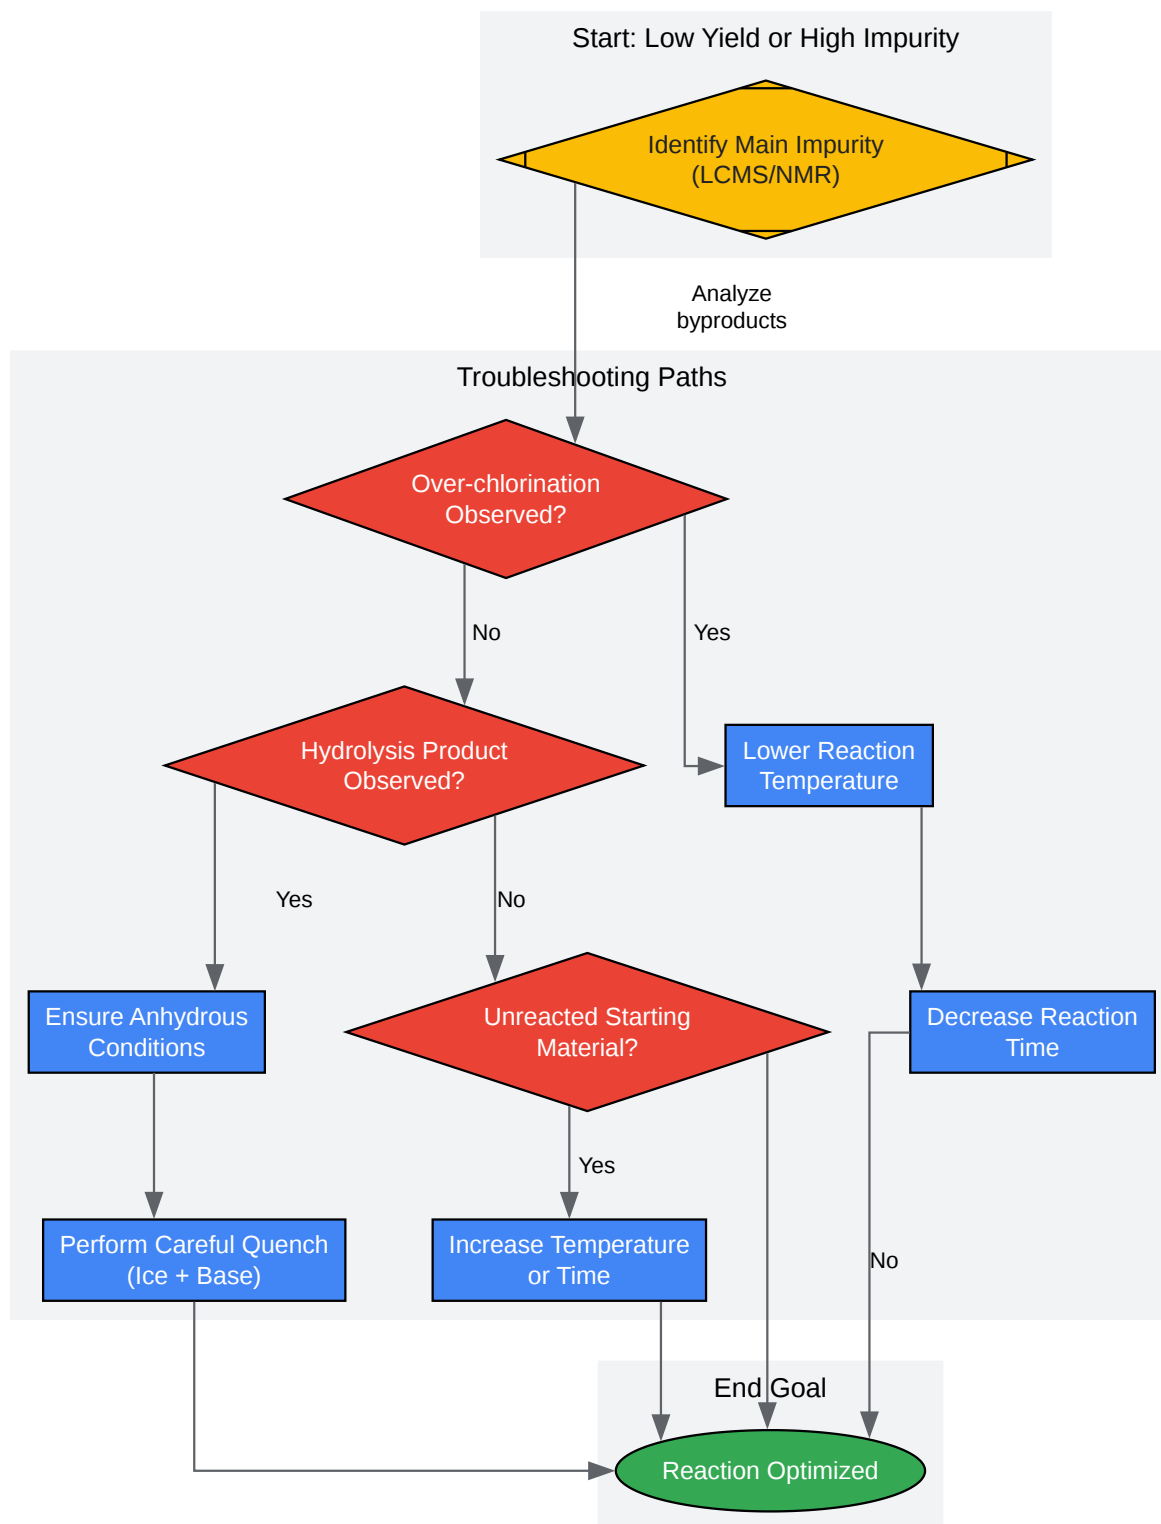 Start: Low Yield or High Impurity
Identify Main Impurity
(LCMS/NMR)
Analyze
byproducts
Troubleshooting Paths
Over-chlorination
Observed?
No
Yes
Hydrolysis Product
Observed?
Lower Reaction
Temperature
Yes
No
Ensure Anhydrous
Conditions
Unreacted Starting
Material?
Decrease Reaction
Time
Yes
Perform Careful Quench
(Ice + Base)
Increase Temperature
or Time
No
End Goal
Reaction Optimized